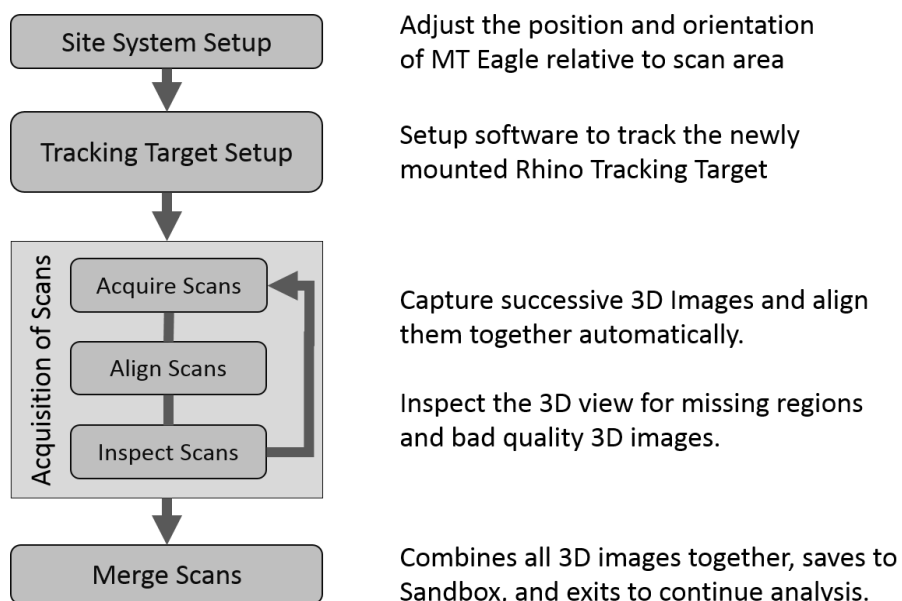 Site System Setup
Adjust the position and orientation
of MT Eagle relative to scan area
Tracking Target Setup
Setup software to track the newly
mounted Rhino Tracking Target
Acquisition of Scans
Acquire Scans
Capture successive 3D Images and align
them together automatically.
Align Scans
Inspect Scans
Inspect the 3D view for missing regions
and bad quality 3D images.
Merge Scans
Combines all 3D images together, saves to
Sandbox, and exits to continue analysis.